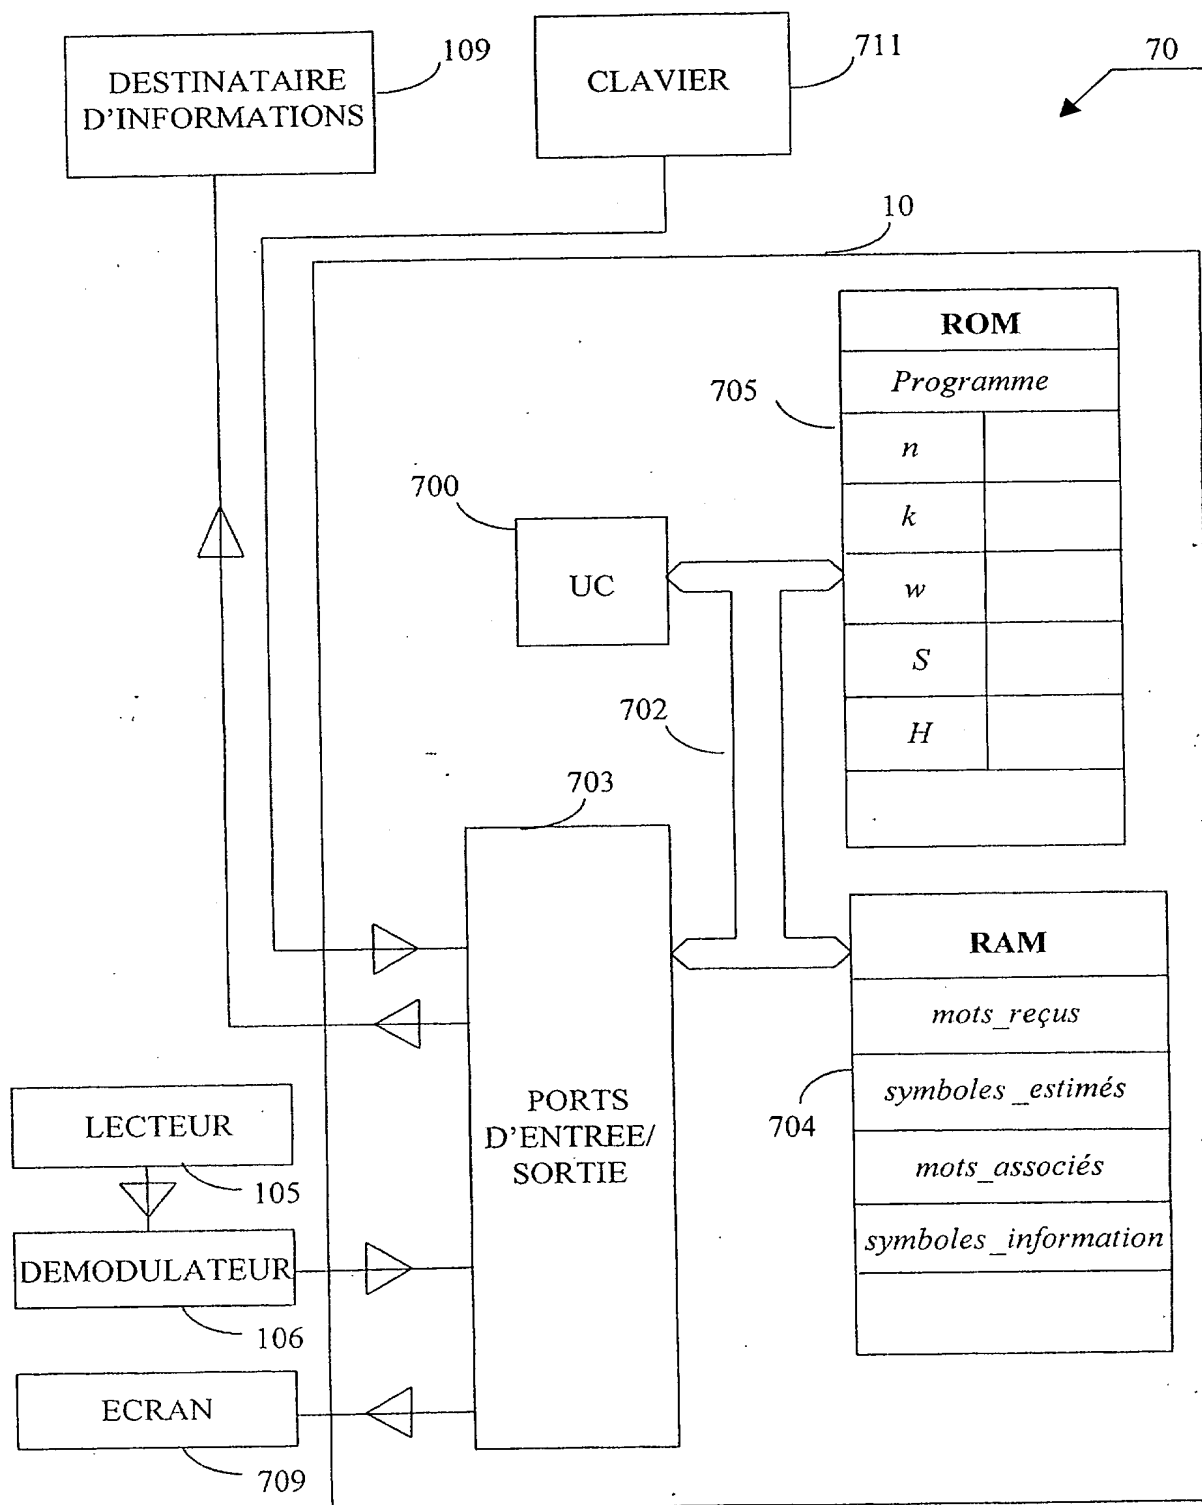 109
711
70
DESTINATAIRE
D'INFORMATIONS
CLAVIER
10
ROM
Programme
705
n
700
k
UC
w
S
702
H
703
RAM
mots_reçus
PORTS
D'ENTREE/
SORTIE
symboles_estimés
704
mots_associés
symboles_information
LECTEUR
105
DEMODULATEUR
106
ECRAN
709